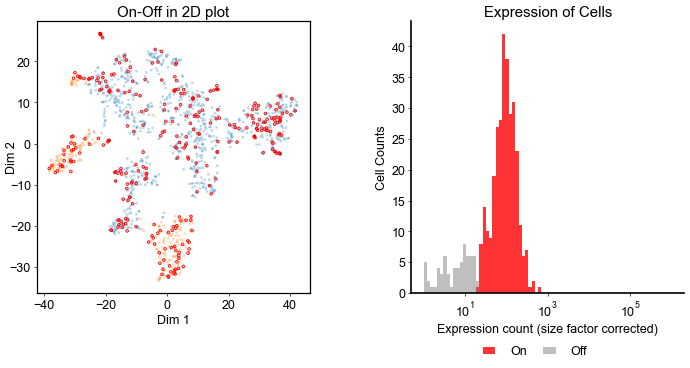 On-Off in 2D plot
20
10
0
−10
−20
−30
−40
−20
0
20
40
Dim 2
Dim 1
Expression of Cells
40
35
30
25
20
15
10
5
0
Cell Counts
10^1
10^3
10^5
Expression count (size factor corrected)
On
Off